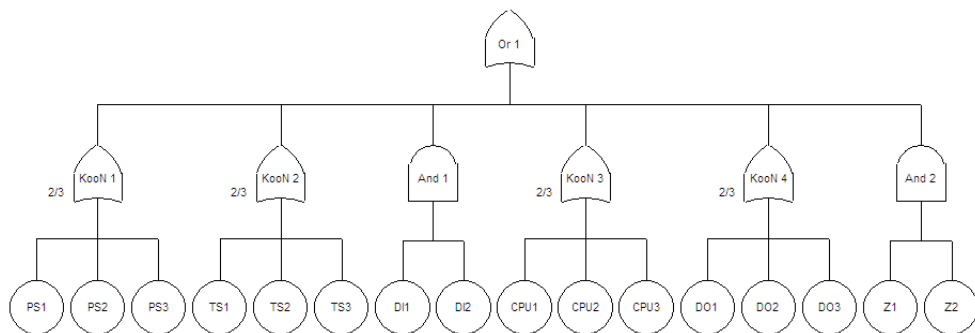 Or 1
KooN 1
2/3
KooN 2
2/3
And 1
KooN 3
2/3
KooN 4
2/3
And 2
PS1
PS2
PS3
TS1
TS2
TS3
DI1
DI2
CPU1
CPU2
CPU3
DO1
DO2
DO3
Z1
Z2